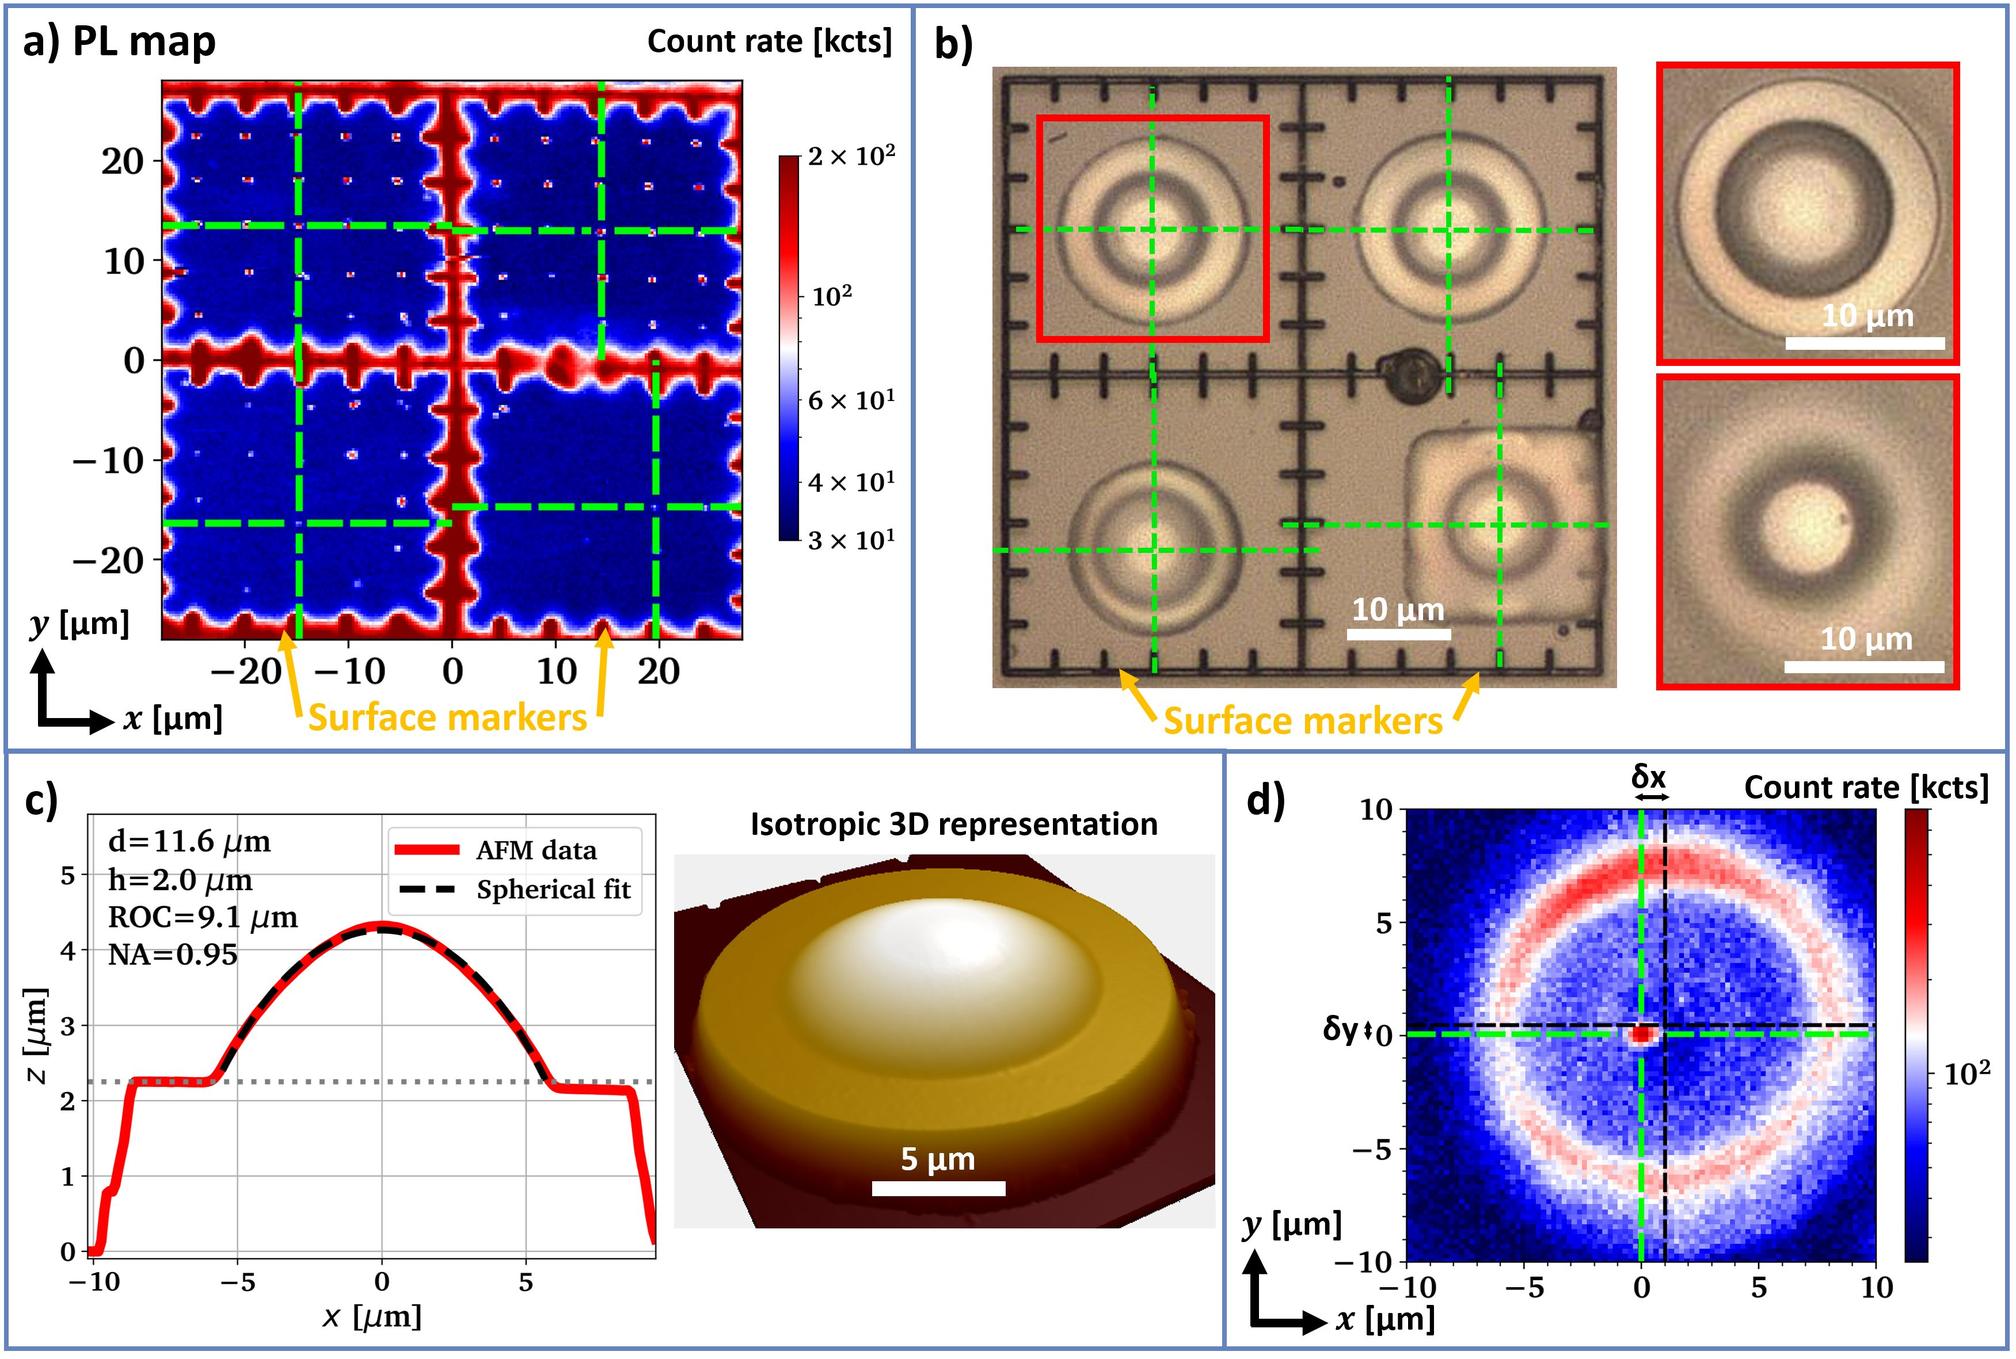 a) PL map
Count rate [kcts]
20
10
0
−10
−20
−20 −10 0 10 20
2 × 10²
10²
6 × 10¹
4 × 10¹
3 × 10¹
y [μm]
x [μm]
Surface markers
b)
10 μm
Surface markers
10 μm
10 μm
c)
d=11.6 μm
h=2.0 μm
ROC=9.1 μm
NA=0.95
AFM data
Spherical fit
z [μm]
5
4
3
2
1
0
−10 −5 0 5
x [μm]
Isotropic 3D representation
5 μm
d)
δx
Count rate [kcts]
δy
10
5
0
−5
−10
−10 −5 0 5 10
10²
y [μm]
x [μm]